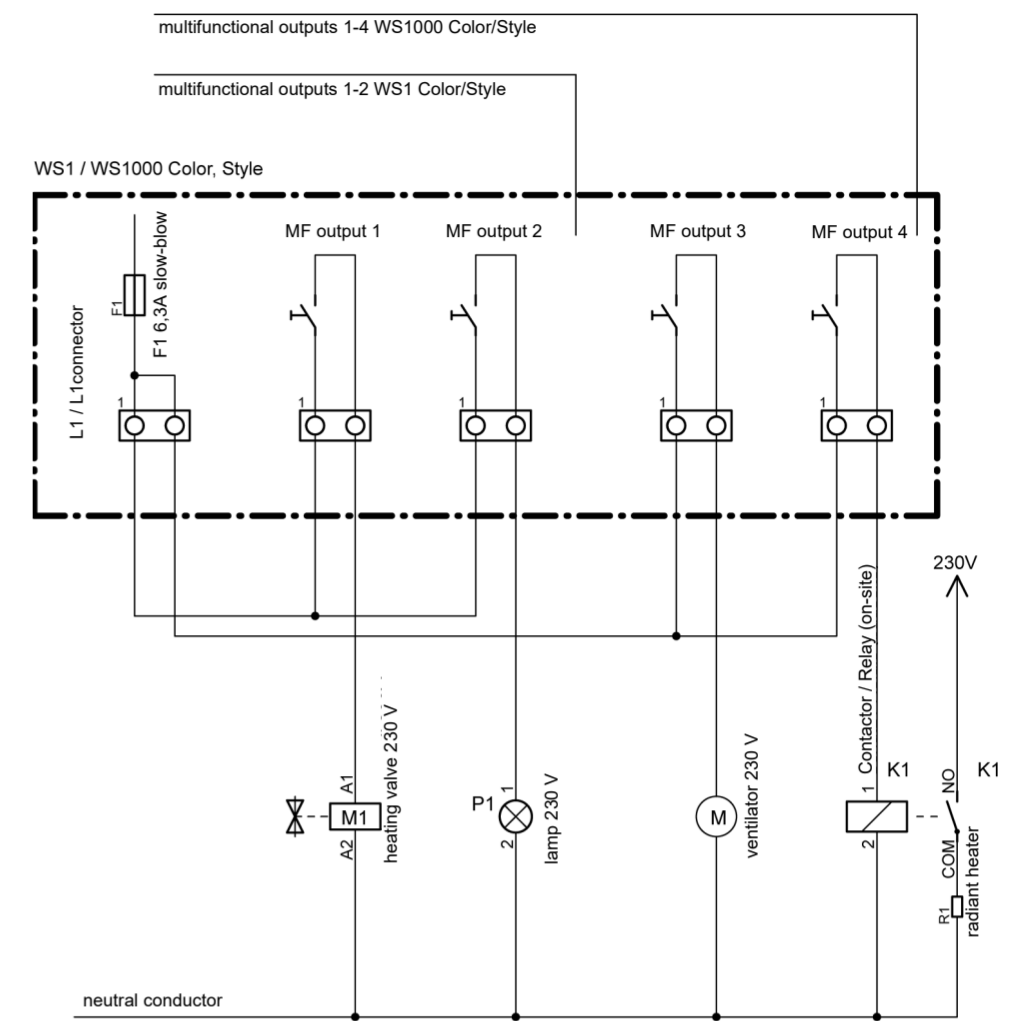 multifunctional outputs 1-4 WS1000 Color/Style
multifunctional outputs 1-2 WS1 Color/Style
WS1 / WS1000 Color, Style
MF output 1
MF output 2
MF output 3
MF output 4
F1
F1 6,3A slow-blow
L1 / L1connector
1
1
1
1
1
230V
Contactor / Relay (on-site)
heating valve 230 V
A1
M1
A2
P1
1
2
lamp 230 V
M
ventilator 230 V
1
K1
2
NO
K1
COM
R1
radiant heater
neutral conductor